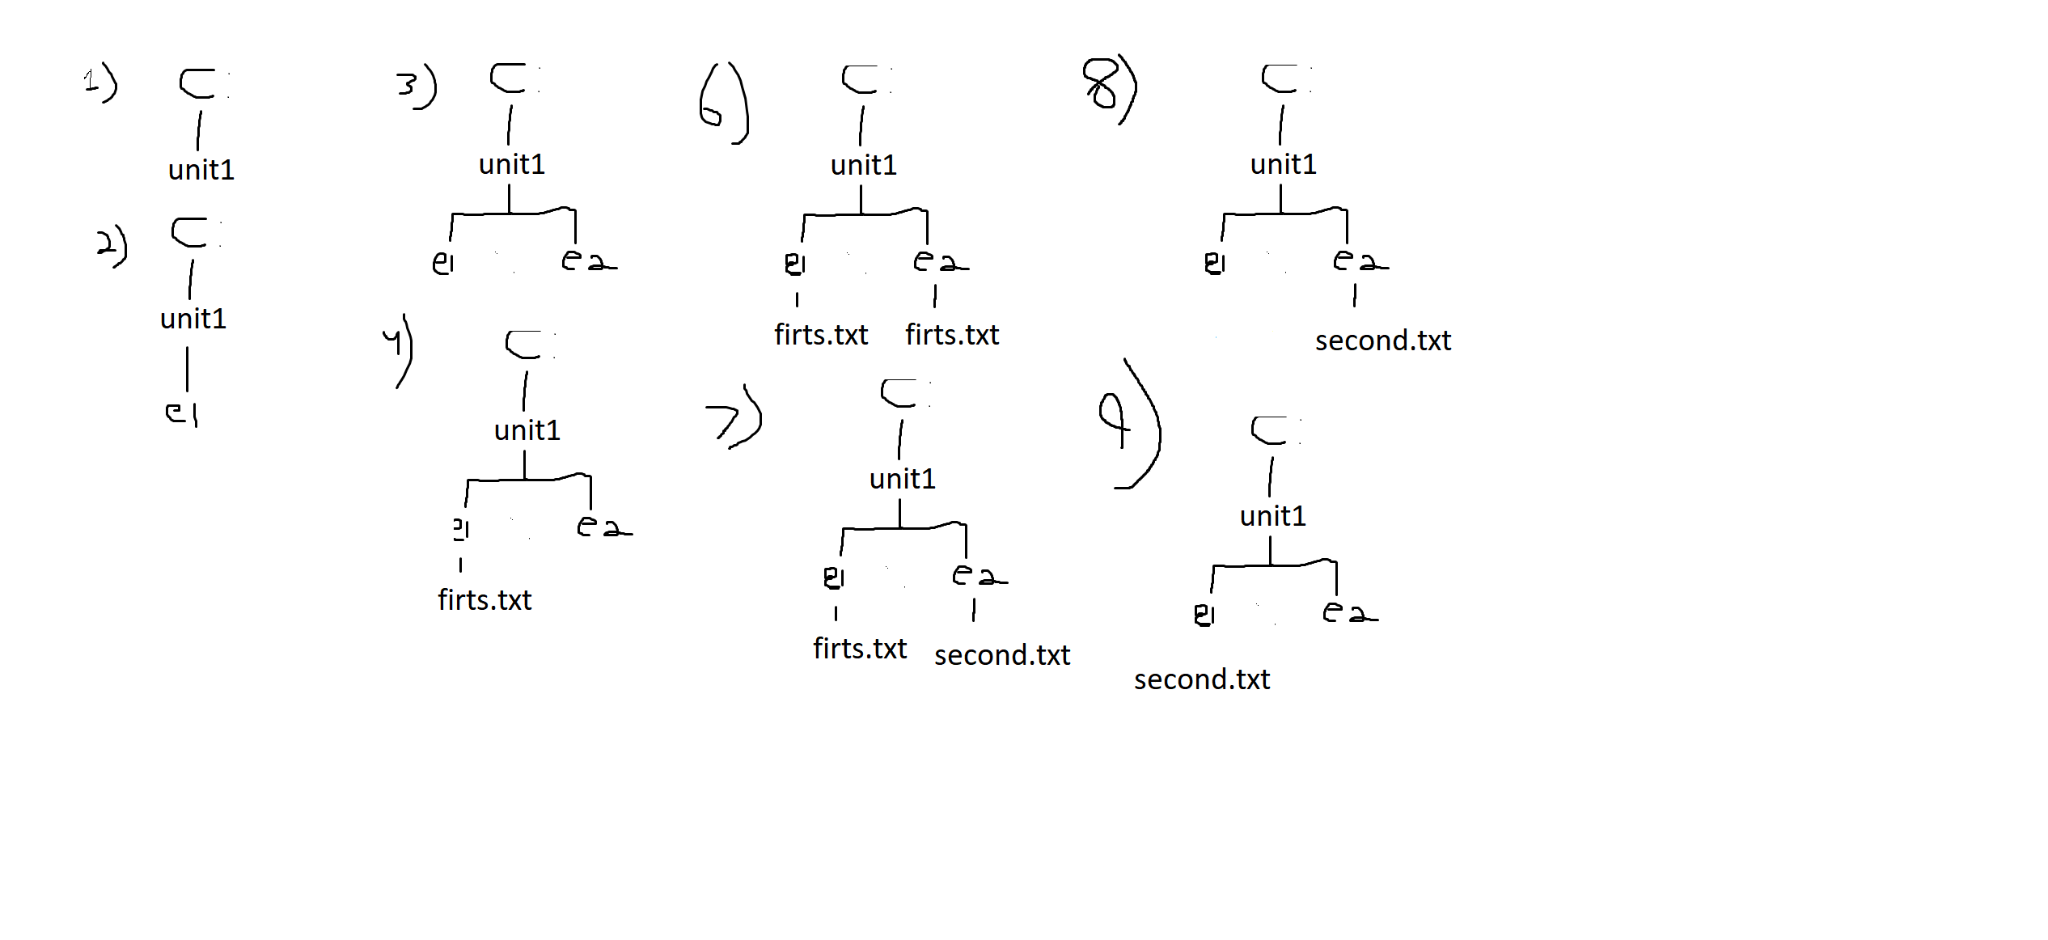 1) C:
unit1
2) C:
unit1
e1
3) C:
unit1
e1 e2
4) C:
unit1
e1 e2
firts.txt
6) C:
unit1
e1 e2
firts.txt firts.txt
7) C:
unit1
e1 e2
firts.txt second.txt
8) C:
unit1
e1 e2
second.txt
9) C:
unit1
e1 e2
second.txt